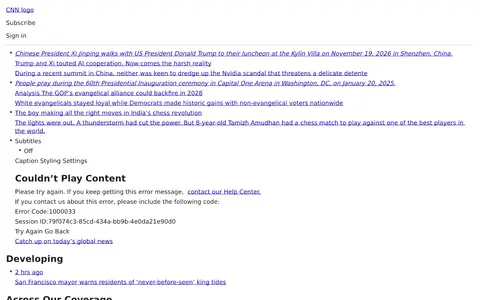 CNN logo
Subscribe
Sign in
Chinese President Xi Jinping walks with US President Donald Trump to their luncheon at the Kylin Villa on November 19, 2026 in Shenzhen, China.
Trump and Xi touted AI cooperation. Now comes the harsh reality
During a recent summit in China, neither was keen to dredge up the Nvidia scandal that threatens a delicate detente
People pray during the 60th Presidential Inauguration ceremony in Capital One Arena in Washington, DC, on January 20, 2025.
Analysis The GOP’s evangelical alliance could backfire in 2028
White evangelicals stayed loyal while Democrats made historic gains with non-evangelical voters nationwide
The boy making all the right moves in India’s chess revolution
The lights were out. A thunderstorm had cut the power. But 8-year-old Tamizh Amudhan had a chess match to play against one of the best players in
the world.
Subtitles
Off
Caption Styling Settings
Couldn’t Play Content
Please try again. If you keep getting this error message, contact our Help Center.
If you contact us about this error, please include the following code:
Error Code:1000033
Session ID:79f074c3-85cd-434a-bb9b-4e0da21e90d0
Try Again Go Back
Catch up on today’s global news
Developing
2 hrs ago
San Francisco mayor warns residents of ‘never-before-seen’ king tides
Across Our Coverage